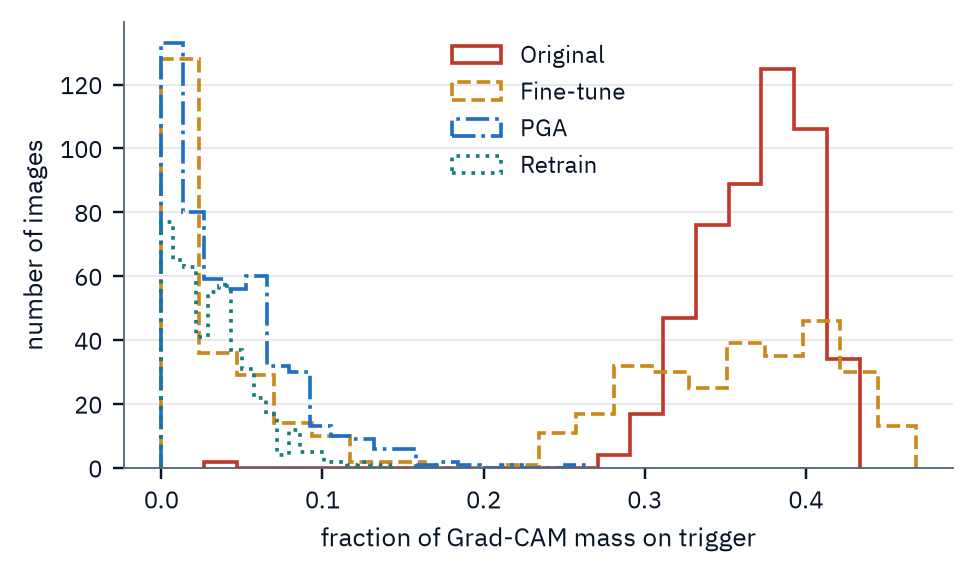 Original
Fine-tune
PGA
Retrain
number of images
120
100
80
60
40
20
0
0.0 0.1 0.2 0.3 0.4
fraction of Grad-CAM mass on trigger